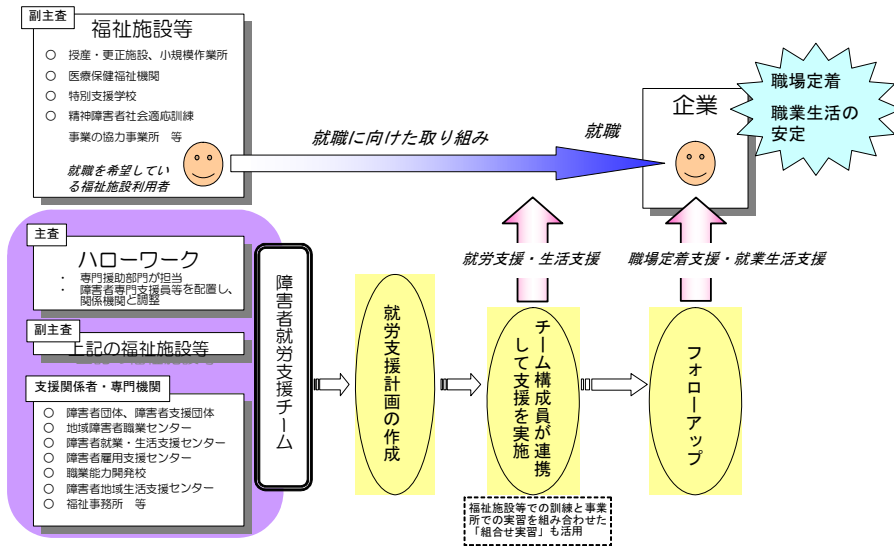 副主査
福祉施設等
○ 授産・更正施設、小規模作業所
○ 医療保健福祉機関
○ 特別支援学校
○ 精神障害者社会適応訓練
事業の協力事業所 等
就職を希望してい
る福祉施設利用者
就職に向けた取り組み
就職
企業
職場定着
職業生活の
安定
主査
ハローワーク
・ 専門援助部門が担当
・ 障害者専門支援員等を配置し、
関係機関と調整
副主査
上記の福祉施設等
支援関係者・専門機関
○ 障害者団体、障害者支援団体
○ 地域障害者職業センター
○ 障害者就業・生活支援センター
○ 障害者雇用支援センター
○ 職業能力開発校
○ 障害者地域生活支援センター
○ 福祉事務所 等
障害者就労支援チーム
就労支援計画の作成
就労支援・生活支援
チーム構成員が連携
して支援を実施
福祉施設等での訓練と事業
所での実習を組み合わせた
「組合せ実習」も活用
職場定着支援・就業生活支援
フォローアップ